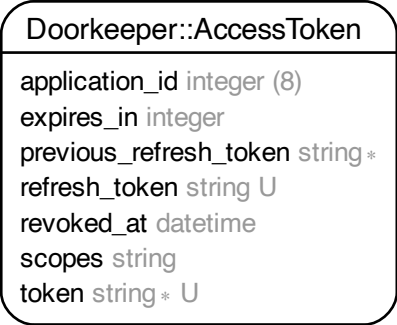 Doorkeeper::AccessToken
application_id integer (8)
expires_in integer
previous_refresh_token string *
refresh_token string U
revoked_at datetime
scopes string
token string * U